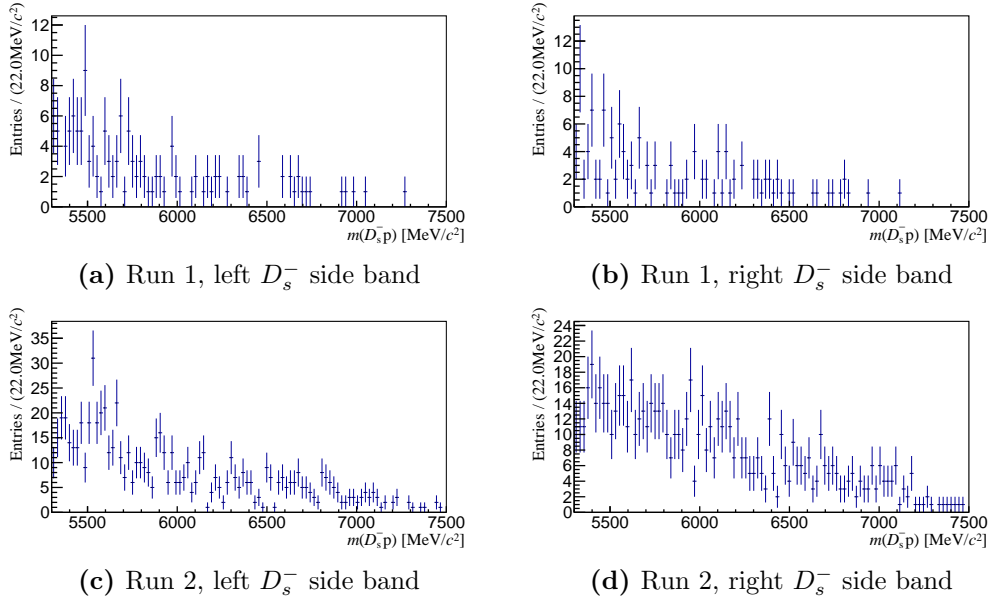 Entries / (22.0MeV/c²)
12
10
8
6
4
2
0
5500 6000 6500 7000 7500
m(D_s^- p) [MeV/c²]
(a) Run 1, left D_s^- side band
Entries / (22.0MeV/c²)
14
12
10
8
6
4
2
0
5500 6000 6500 7000 7500
m(D_s^- p) [MeV/c²]
(b) Run 1, right D_s^- side band
Entries / (22.0MeV/c²)
35
30
25
20
15
10
5
0
5500 6000 6500 7000 7500
m(D_s^- p) [MeV/c²]
(c) Run 2, left D_s^- side band
Entries / (22.0MeV/c²)
24
22
20
18
16
14
12
10
8
6
4
2
0
5500 6000 6500 7000 7500
m(D_s^- p) [MeV/c²]
(d) Run 2, right D_s^- side band